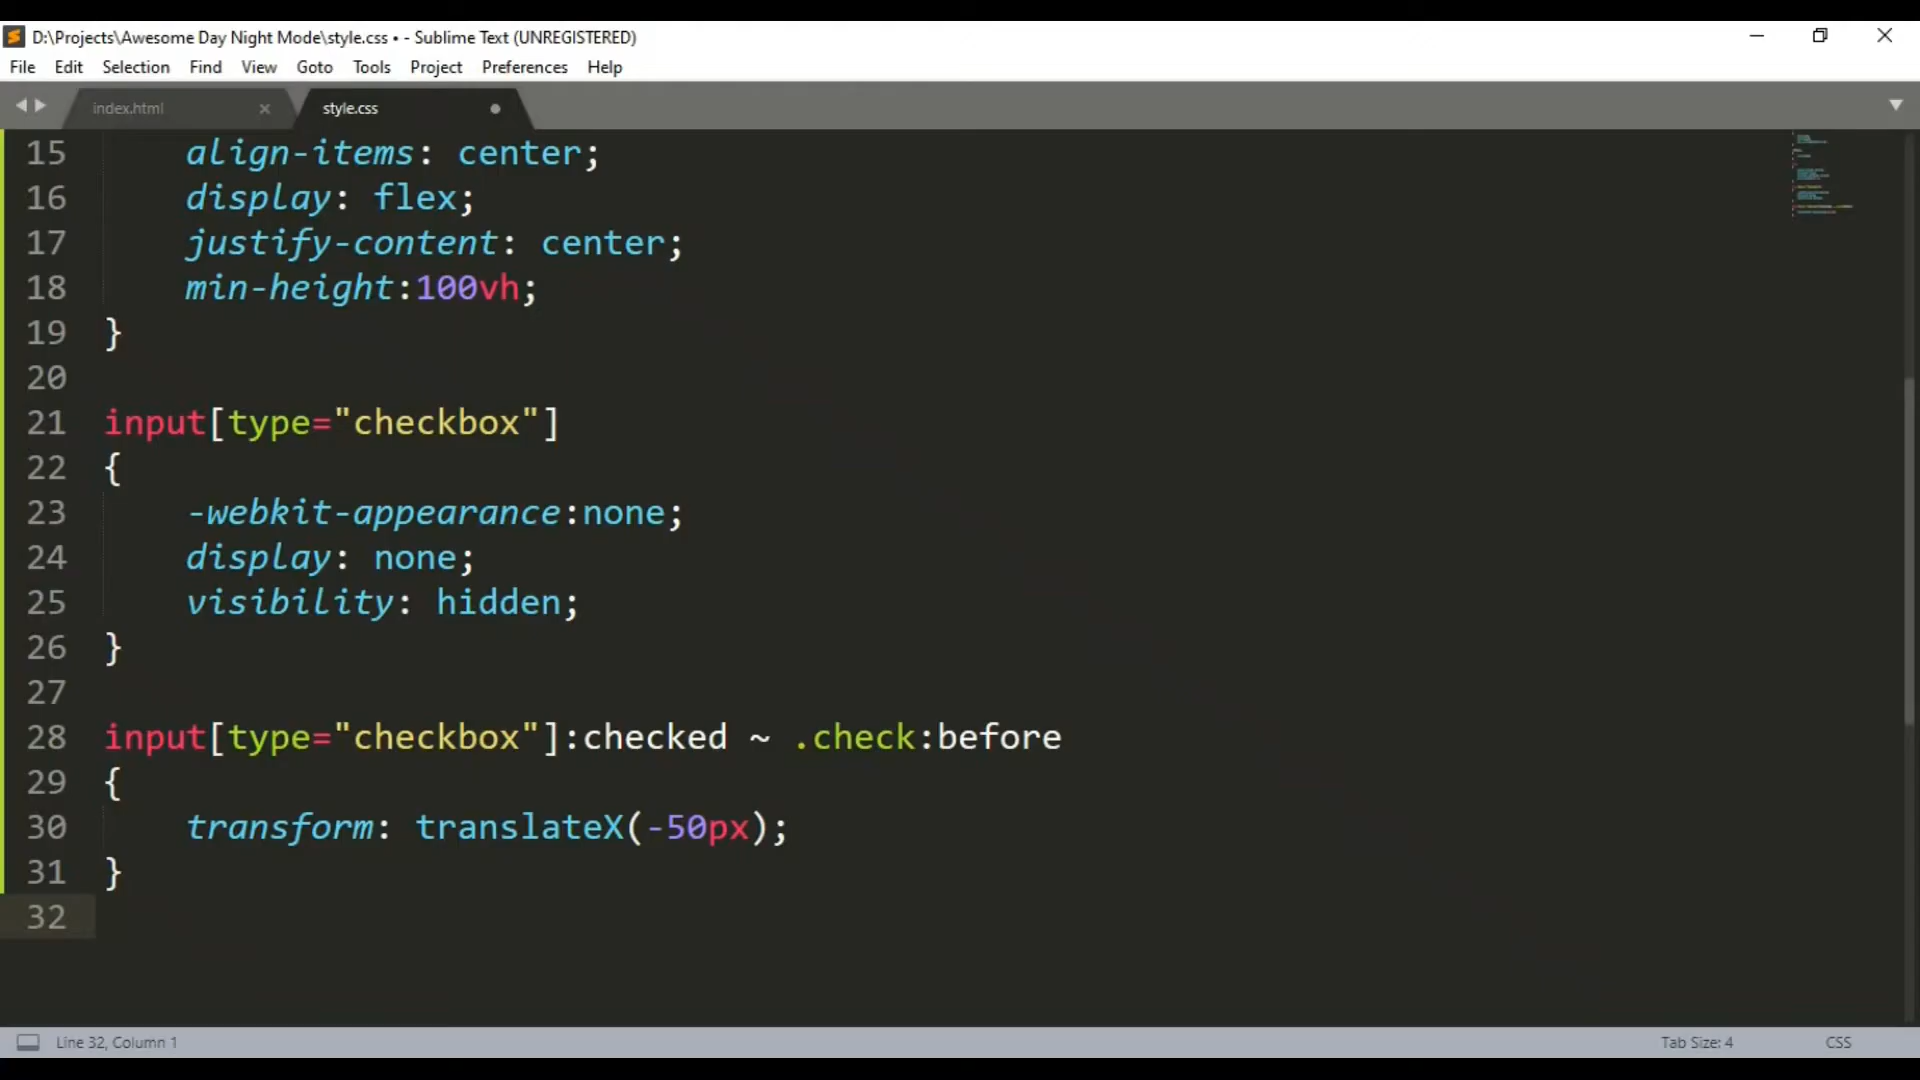 D:\Projects\Awesome Day Night Mode\style.css • - Sublime Text (UNREGISTERED)
File Edit Selection Find View Goto Tools Project Preferences Help
index.html × style.css
15 align-items: center;
16 display: flex;
17 justify-content: center;
18 min-height:100vh;
19 }
20
21 input[type="checkbox"]
22 {
23 -webkit-appearance:none;
24 display: none;
25 visibility: hidden;
26 }
27
28 input[type="checkbox"]:checked ~ .check:before
29 {
30 transform: translateX(-50px);
31 }
32
Line 32, Column 1 Tab Size: 4 CSS